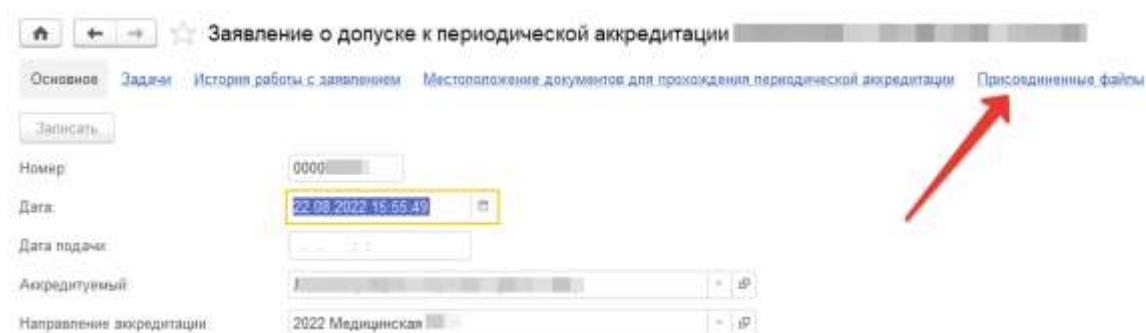 Заявление о допуске к периодической аккредитации
Основное Задачи История работы с заявлением Местоположение документов для прохождения периодической аккредитации Присоединенные файлы
Записать
Номер: 0000
Дата: 22.08.2022 15:55:49
Дата подачи:
Аккредитуемый:
Направление аккредитации: 2022 Медицинская